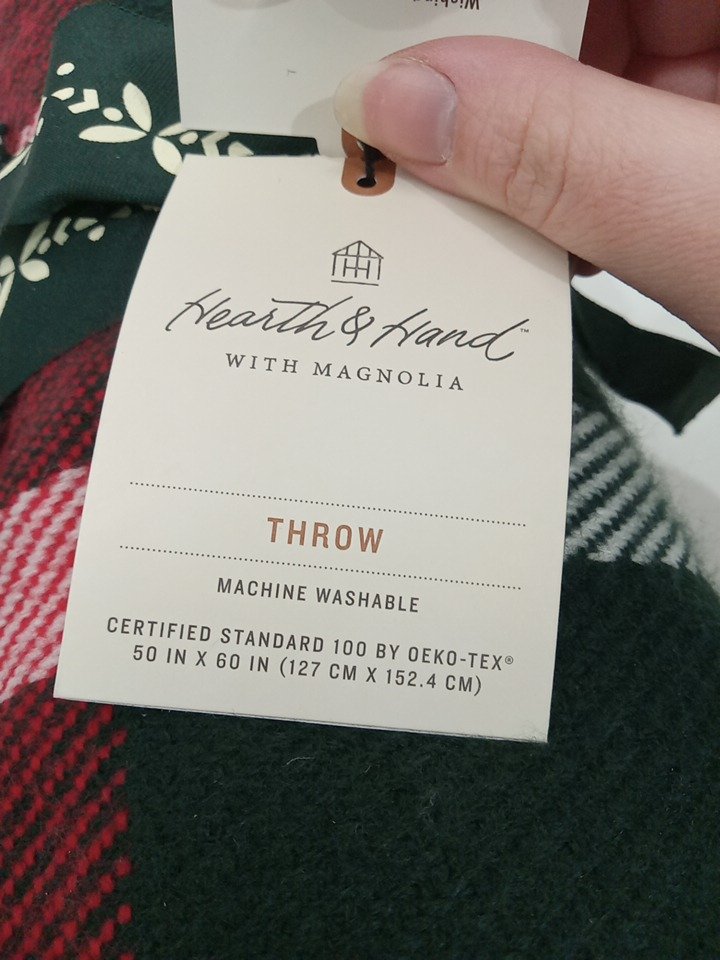 Hearth & Hand™
WITH MAGNOLIA
THROW
MACHINE WASHABLE
CERTIFIED STANDARD 100 BY OEKO-TEX®
50 IN X 60 IN (127 CM X 152.4 CM)